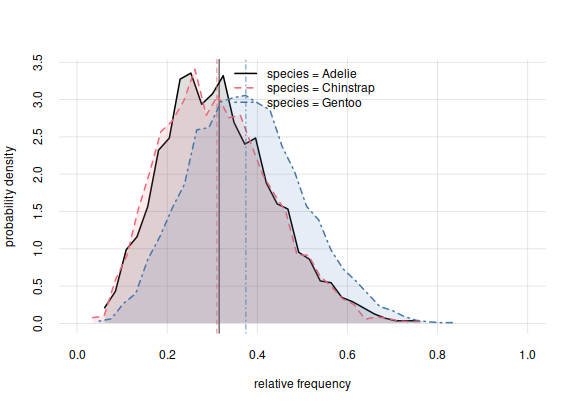 species = Adelie
species = Chinstrap
species = Gentoo
probability density
3.5
3.0
2.5
2.0
1.5
1.0
0.5
0.0
0.0 0.2 0.4 0.6 0.8 1.0
relative frequency